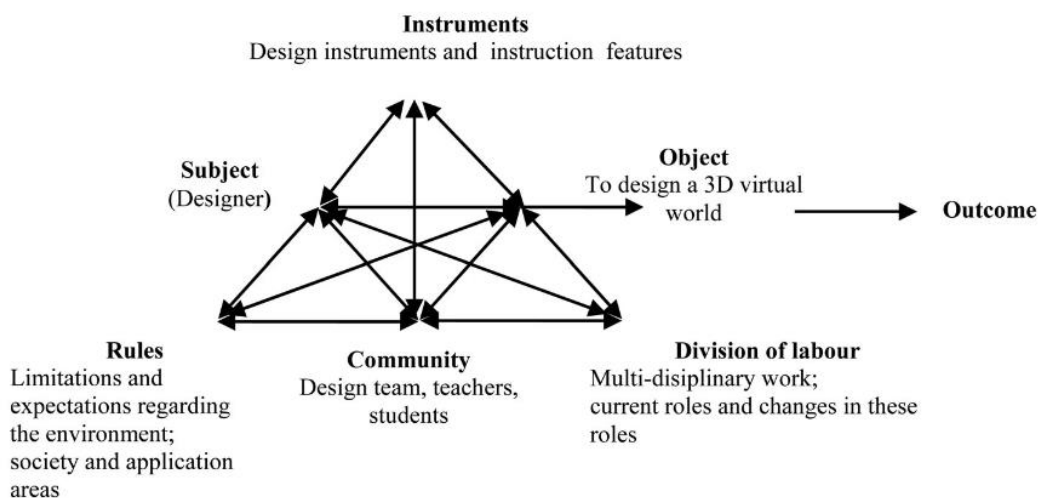 Instruments
Design instruments and instruction features
Subject
(Designer)
Object
To design a 3D virtual
world
Outcome
Rules
Limitations and
expectations regarding
the environment;
society and application
areas
Community
Design team, teachers,
students
Division of labour
Multi-disiplinary work;
current roles and changes in these
roles